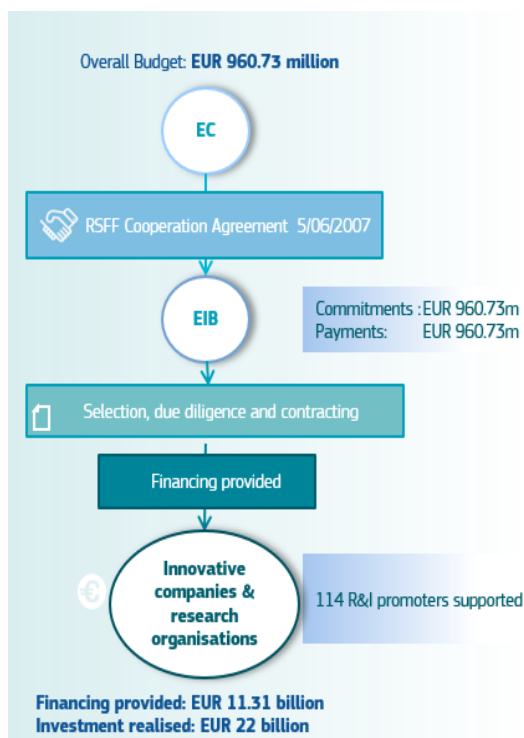 Overall Budget: EUR 960.73 million
EC
RSFF Cooperation Agreement 5/06/2007
EIB
Commitments : EUR 960.73m
Payments: EUR 960.73m
Selection, due diligence and contracting
Financing provided
Innovative
companies &
research
organisations
€
114 R&I promoters supported
Financing provided: EUR 11.31 billion
Investment realised: EUR 22 billion